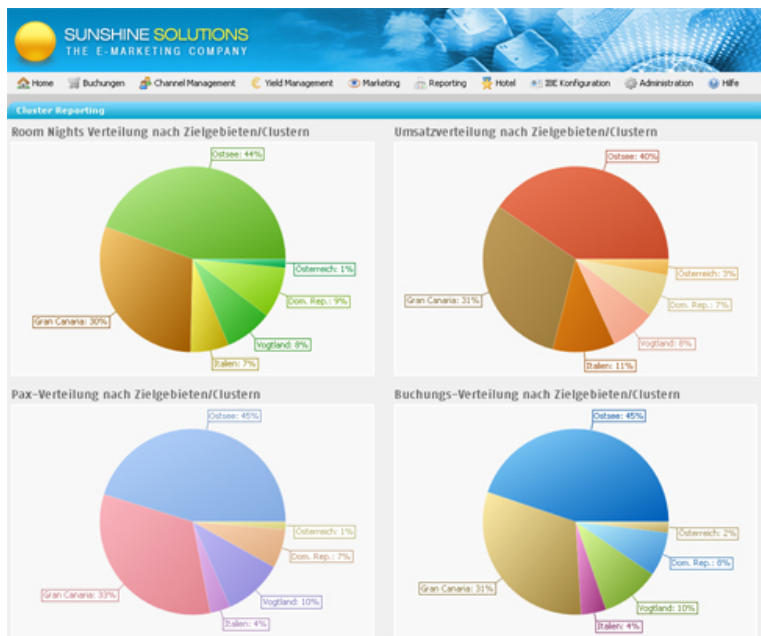 SUNSHINE SOLUTIONS
THE E-MARKETING COMPANY
Home Buchungen Channel Management Yield Management Marketing Reporting Hotel IBE Konfiguration Administration Hilfe
Cluster Reporting
Room Nights Verteilung nach Zielgebieten/Clustern
Ostsee: 44%
Österreich: 1%
Dom. Rep.: 9%
Gran Canaria: 30%
Vogtland: 8%
Italien: 7%
Umsatzverteilung nach Zielgebieten/Clustern
Ostsee: 40%
Österreich: 3%
Gran Canaria: 31%
Dom. Rep.: 7%
Vogtland: 8%
Italien: 11%
Pax-Verteilung nach Zielgebieten/Clustern
Ostsee: 45%
Österreich: 1%
Dom. Rep.: 7%
Gran Canaria: 33%
Vogtland: 10%
Italien: 4%
Buchungs-Verteilung nach Zielgebieten/Clustern
Ostsee: 45%
Österreich: 2%
Dom. Rep.: 8%
Gran Canaria: 31%
Vogtland: 10%
Italien: 4%